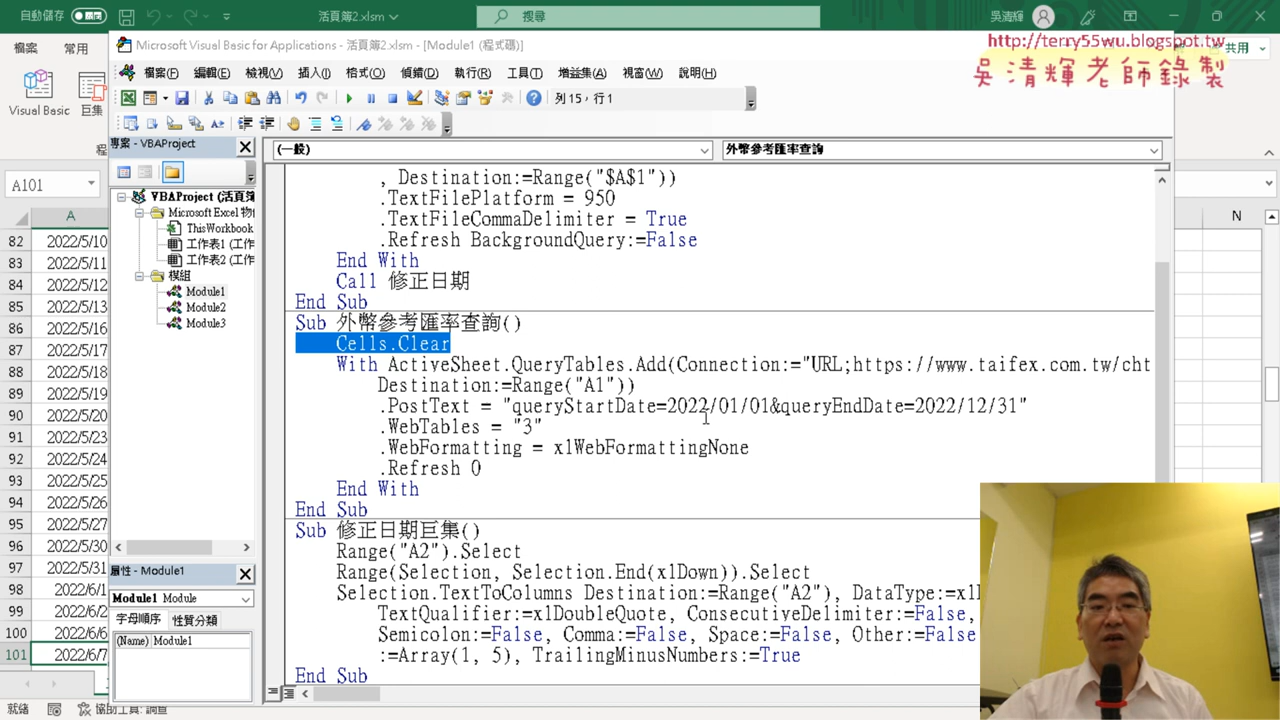 自動儲存
活頁簿2.xlsm
搜尋
吳清輝
http://terry55wu.blogspot.tw
吳清輝老師錄製
檔案
常用
共用
Visual Basic
巨集
Microsoft Visual Basic for Applications - 活頁簿2.xlsm - [Module1 (程式碼)]
檔案(F) 編輯(E) 檢視(V) 插入(I) 格式(O) 偵錯(D) 執行(R) 工具(T) 增益集(A) 視窗(W) 說明(H)
列 15，行 1
專案 - VBAProject
(一般)
外幣參考匯率查詢
VBAProject (活頁簿
Microsoft Excel 物
ThisWorkbook
工作表1 (工作
工作表2 (工作
模組
Module1
Module2
Module3
屬性 - Module1
Module1 Module
字母順序 性質分類
(Name) Module1
, Destination:=Range("$A$1"))
.TextFilePlatform = 950
.TextFileCommaDelimiter = True
.Refresh BackgroundQuery:=False
End With
Call 修正日期
End Sub
Sub 外幣參考匯率查詢()
Cells.Clear
With ActiveSheet.QueryTables.Add(Connection:="URL;https://www.taifex.com.tw/cht
Destination:=Range("A1"))
.PostText = "queryStartDate=2022/01/01&queryEndDate=2022/12/31"
.WebTables = "3"
.WebFormatting = xlWebFormattingNone
.Refresh 0
End With
End Sub
Sub 修正日期巨集()
Range("A2").Select
Range(Selection, Selection.End(xlDown)).Select
Selection.TextToColumns Destination:=Range("A2"), DataType:=xl
TextQualifier:=xlDoubleQuote, ConsecutiveDelimiter:=False,
Semicolon:=False, Comma:=False, Space:=False, Other:=False
:=Array(1, 5), TrailingMinusNumbers:=True
End Sub
A101
A
N
82 2022/5/10
83 2022/5/11
84 2022/5/12
85 2022/5/13
86 2022/5/16
87 2022/5/17
88 2022/5/18
89 2022/5/19
90 2022/5/20
91 2022/5/23
92 2022/5/24
93 2022/5/25
94 2022/5/26
95 2022/5/27
96 2022/5/30
97 2022/5/31
98 2022/6/1
99 2022/6/2
100 2022/6/6
101 2022/6/7
就緒
協助工具: 調查